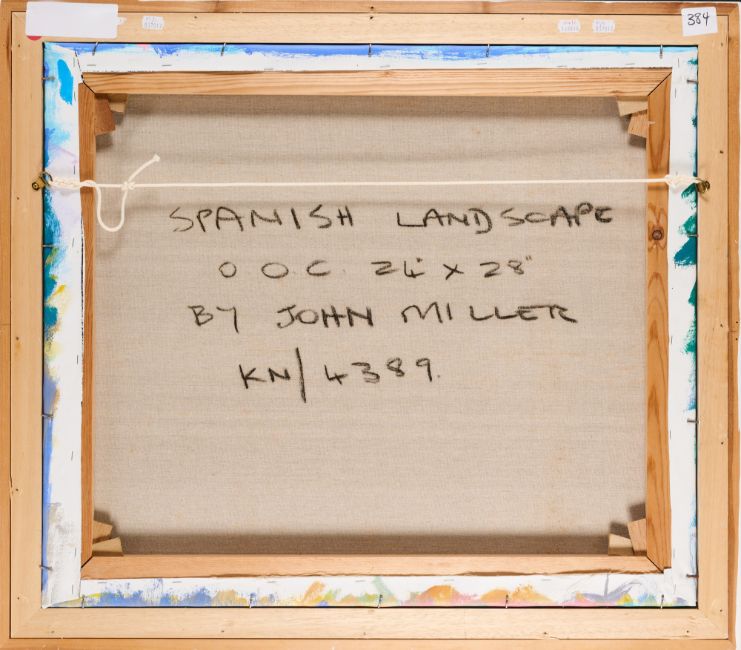 384
SPANISH LANDSCAPE
O O.C. 24" x 28"
BY JOHN MILLER
KN/4389.